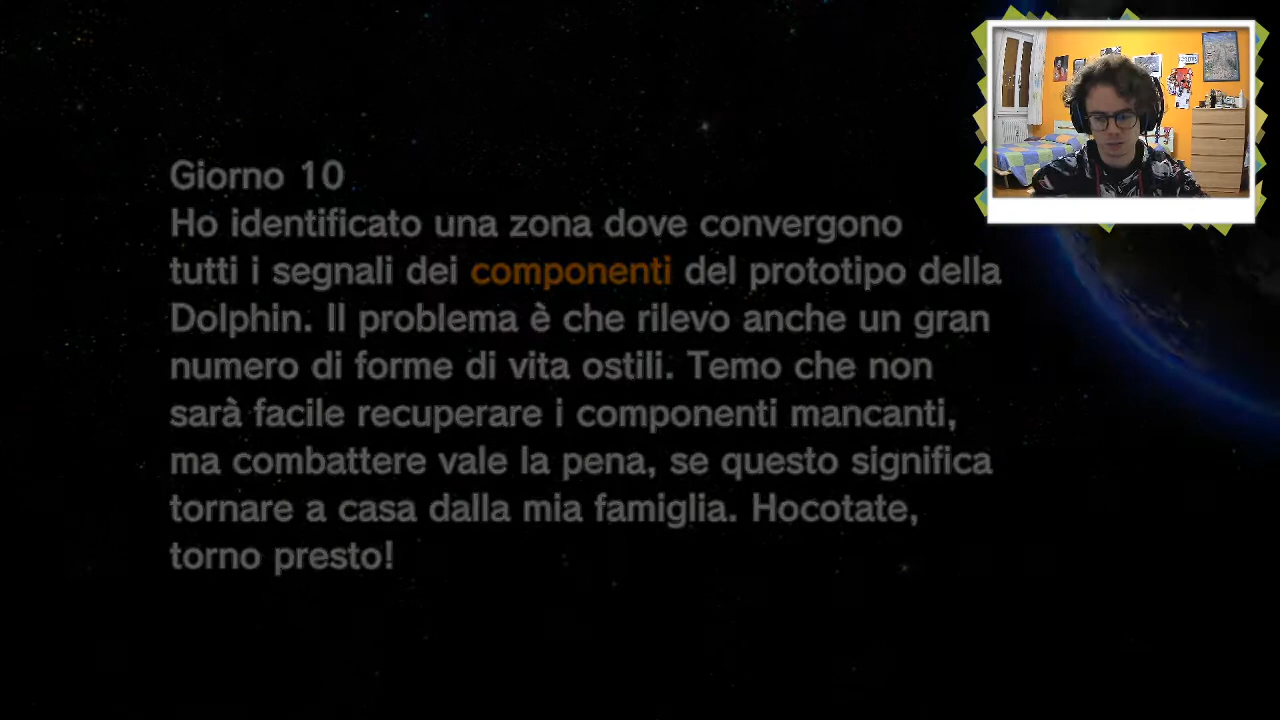 Giorno 10
Ho identificato una zona dove convergono
tutti i segnali dei componenti del prototipo della
Dolphin. Il problema è che rilevo anche un gran
numero di forme di vita ostili. Temo che non
sarà facile recuperare i componenti mancanti,
ma combattere vale la pena, se questo significa
tornare a casa dalla mia famiglia. Hocotate,
torno presto!